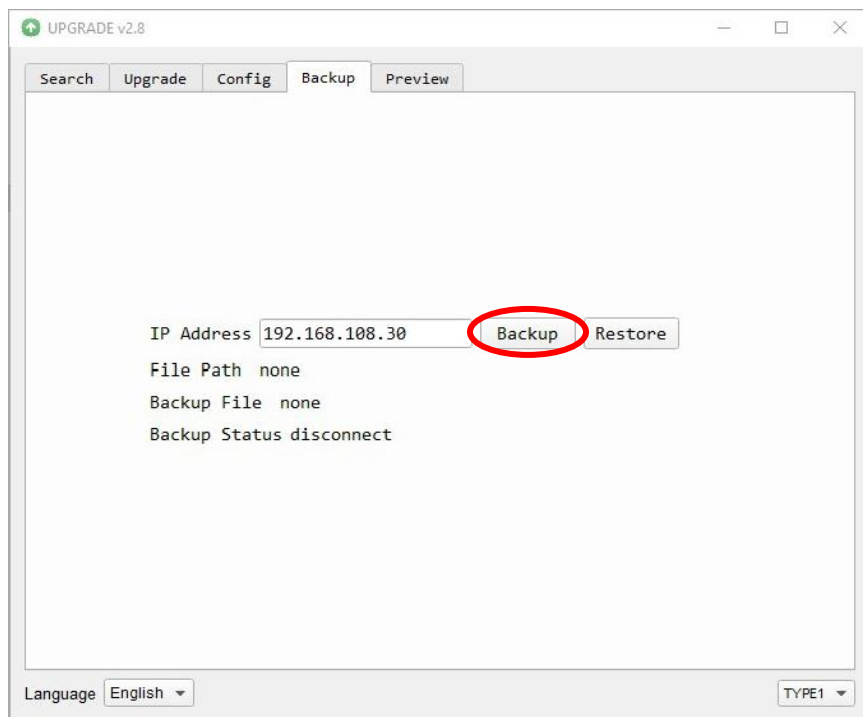 UPGRADE v2.8
Search Upgrade Config Backup Preview
IP Address 192.168.108.30 Backup Restore
File Path none
Backup File none
Backup Status disconnect
Language English TYPE1